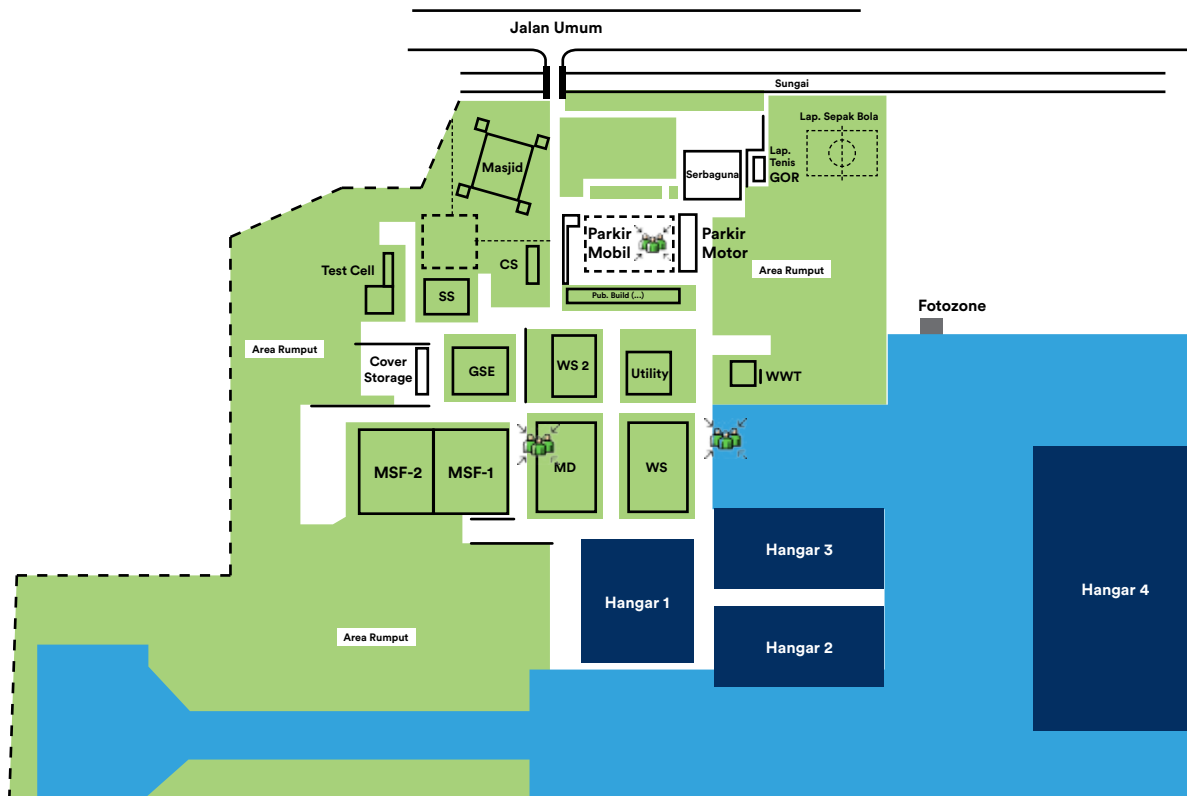 Jalan Umum
Sungai
Lap. Sepak Bola
Masjid
Serbaguna
Lap.
Tenis
GOR
Parkir
Mobil
Parkir
Motor
Test Cell
CS
Area Rumput
SS
Pub. Build (...)
Fotozone
Area Rumput
Cover
Storage
GSE
WS 2
Utility
WWT
MSF-2
MSF-1
MD
WS
Hangar 3
Hangar 1
Hangar 4
Area Rumput
Hangar 2